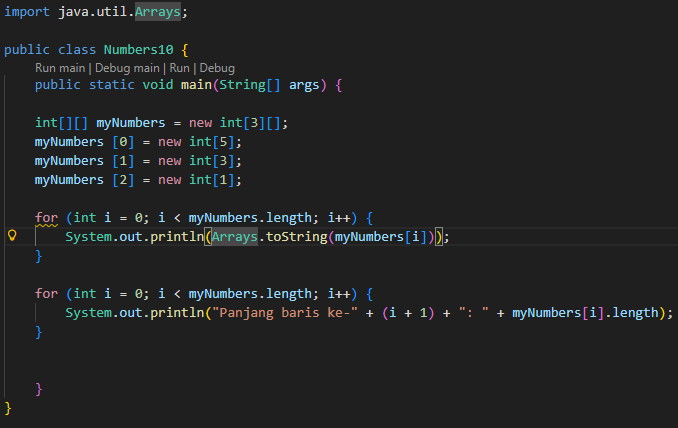 import java.util.Arrays;
public class Numbers10 {
Run main | Debug main | Run | Debug
public static void main(String[] args) {
int[][] myNumbers = new int[3][];
myNumbers [0] = new int[5];
myNumbers [1] = new int[3];
myNumbers [2] = new int[1];
for (int i = 0; i < myNumbers.length; i++) {
System.out.println(Arrays.toString(myNumbers[i]));
}
for (int i = 0; i < myNumbers.length; i++) {
System.out.println("Panjang baris ke-" + (i + 1) + ": " + myNumbers[i].length);
}
}
}